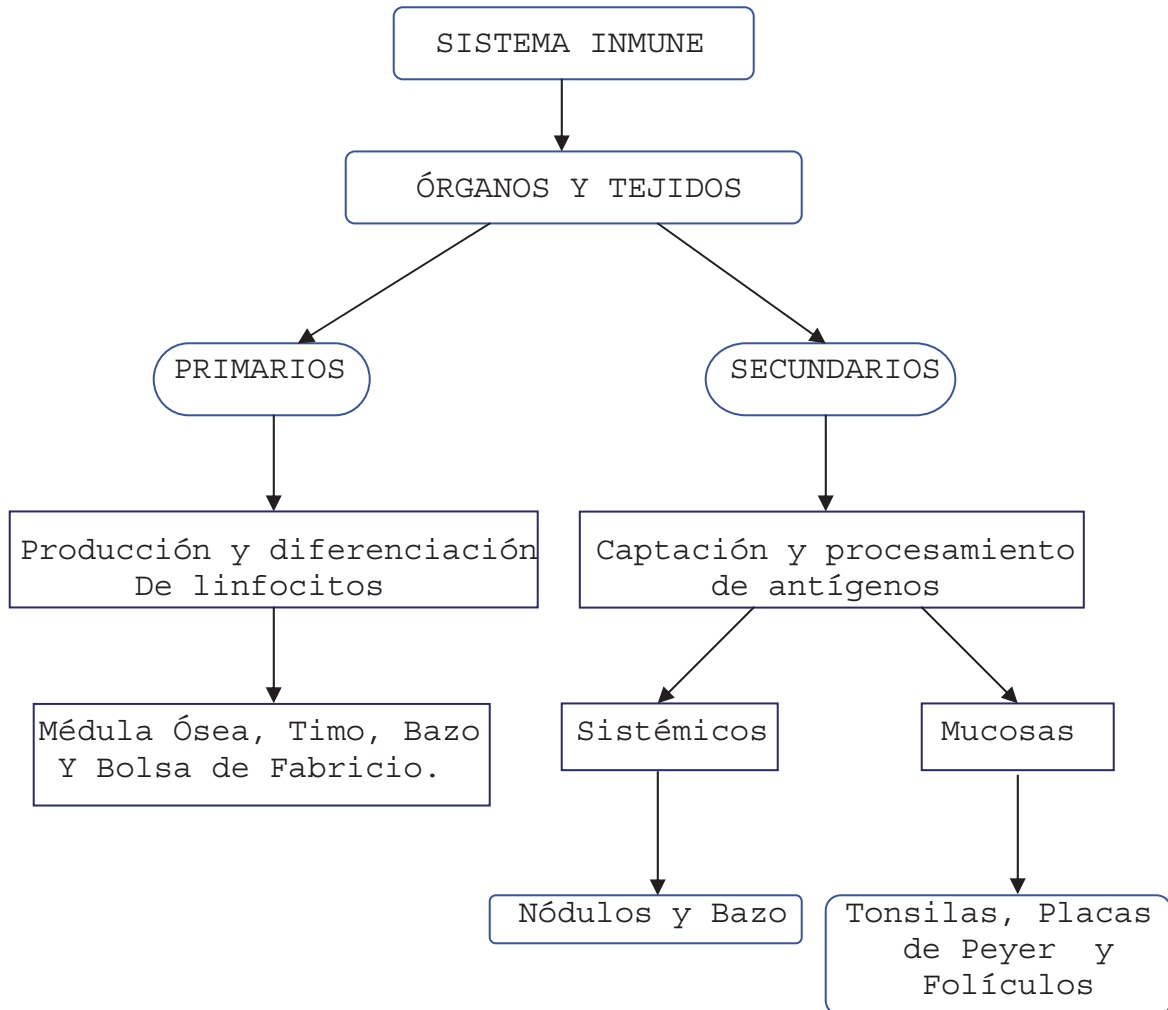 SISTEMA INMUNE
ÓRGANOS Y TEJIDOS
PRIMARIOS
SECUNDARIOS
Producción y diferenciación
De linfocitos
Captación y procesamiento
de antígenos
Médula Ósea, Timo, Bazo
Y Bolsa de Fabricio.
Sistémicos
Mucosas
Nódulos y Bazo
Tonsilas, Placas
de Peyer y
Folículos